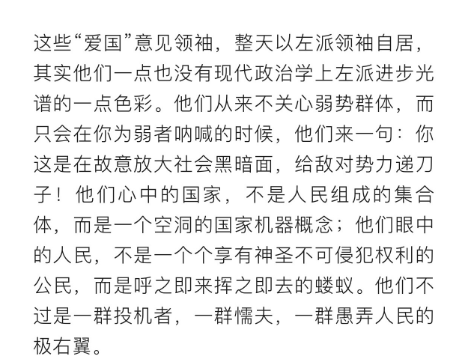 这些“爱国”意见领袖，整天以左派领袖自居，
其实他们一点也没有现代政治学上左派进步光
谱的一点色彩。他们从来不关心弱势群体，而
只会在你为弱者呐喊的时候，他们来一句：你
这是在故意放大社会黑暗面，给敌对势力递刀
子！他们心中的国家，不是人民组成的集合
体，而是一个空洞的国家机器概念；他们眼中
的人民，不是一个个享有神圣不可侵犯权利的
公民，而是呼之即来挥之即去的蝼蚁。他们不
过是一群投机者，一群懦夫，一群愚弄人民的
极右翼。